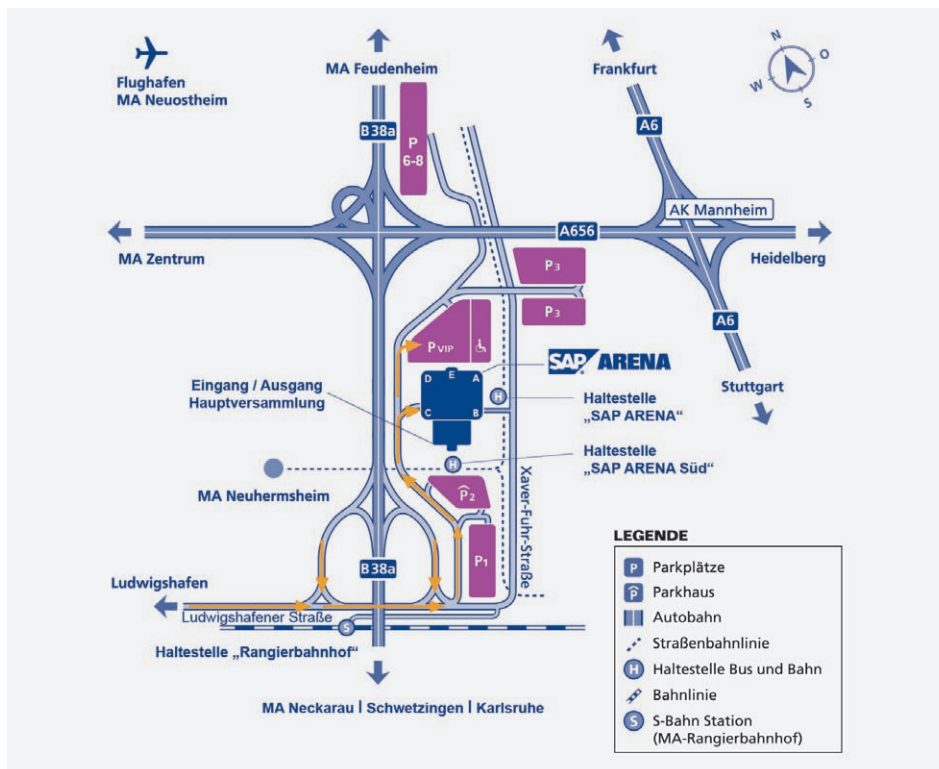 Flughafen
MA Neuostheim
MA Feudenheim
Frankfurt
N
O
W
S
B38a
P
6-8
A6
AK Mannheim
A656
MA Zentrum
Heidelberg
P3
P3
A6
PVIP
SAP ARENA
Stuttgart
D
E
A
C
B
Eingang / Ausgang
Hauptversammlung
H
Haltestelle
„SAP ARENA“
H
Haltestelle
„SAP ARENA Süd“
MA Neuhermsheim
P2
Xaver-Fuhr-Straße
P1
B38a
Ludwigshafen
Ludwigshafener Straße
S
Haltestelle „Rangierbahnhof“
MA Neckarau | Schwetzingen | Karlsruhe
LEGENDE
P Parkplätze
P Parkhaus
Autobahn
Straßenbahnlinie
H Haltestelle Bus und Bahn
Bahnlinie
S S-Bahn Station
(MA-Rangierbahnhof)